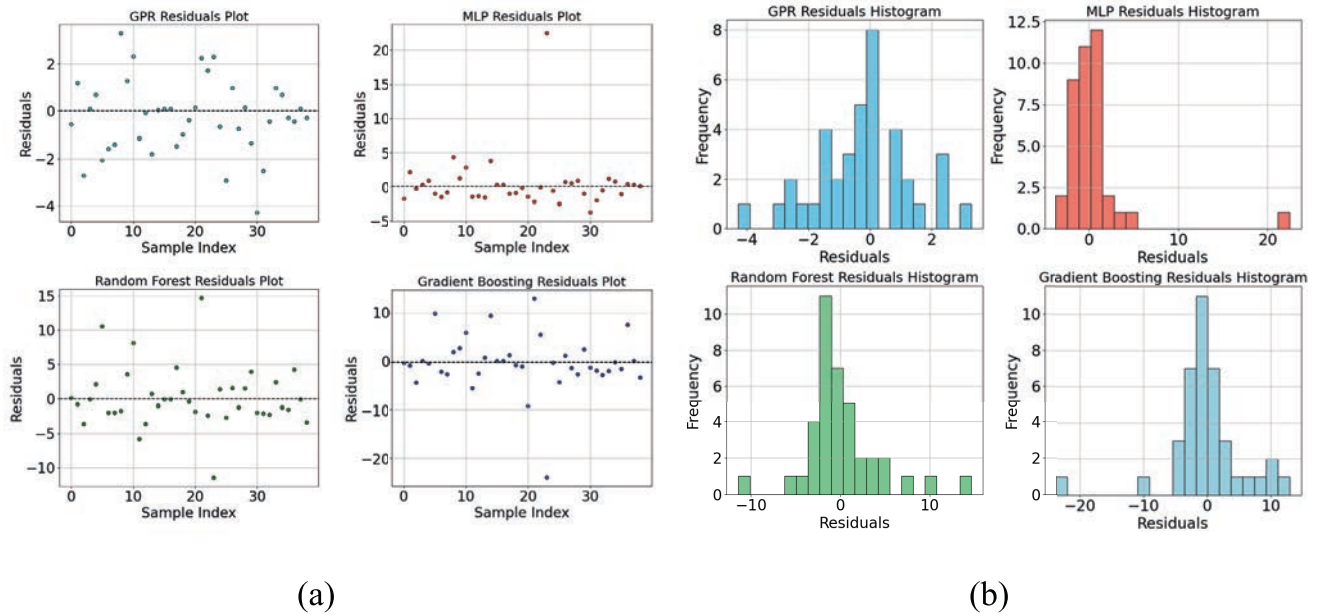 GPR Residuals Plot
2
0
−2
−4
Residuals
0 10 20 30
Sample Index
MLP Residuals Plot
20
15
10
5
0
−5
Residuals
0 10 20 30
Sample Index
Random Forest Residuals Plot
15
10
5
0
−5
−10
Residuals
0 10 20 30
Sample Index
Gradient Boosting Residuals Plot
10
0
−10
−20
Residuals
0 10 20 30
Sample Index
(a)
GPR Residuals Histogram
8
6
4
2
0
Frequency
−4 −2 0 2
Residuals
MLP Residuals Histogram
12.5
10.0
7.5
5.0
2.5
0.0
Frequency
0 10 20
Residuals
Random Forest Residuals Histogram
10
8
6
4
2
0
Frequency
−10 0 10
Residuals
Gradient Boosting Residuals Histogram
10
8
6
4
2
0
Frequency
−20 −10 0 10
Residuals
(b)